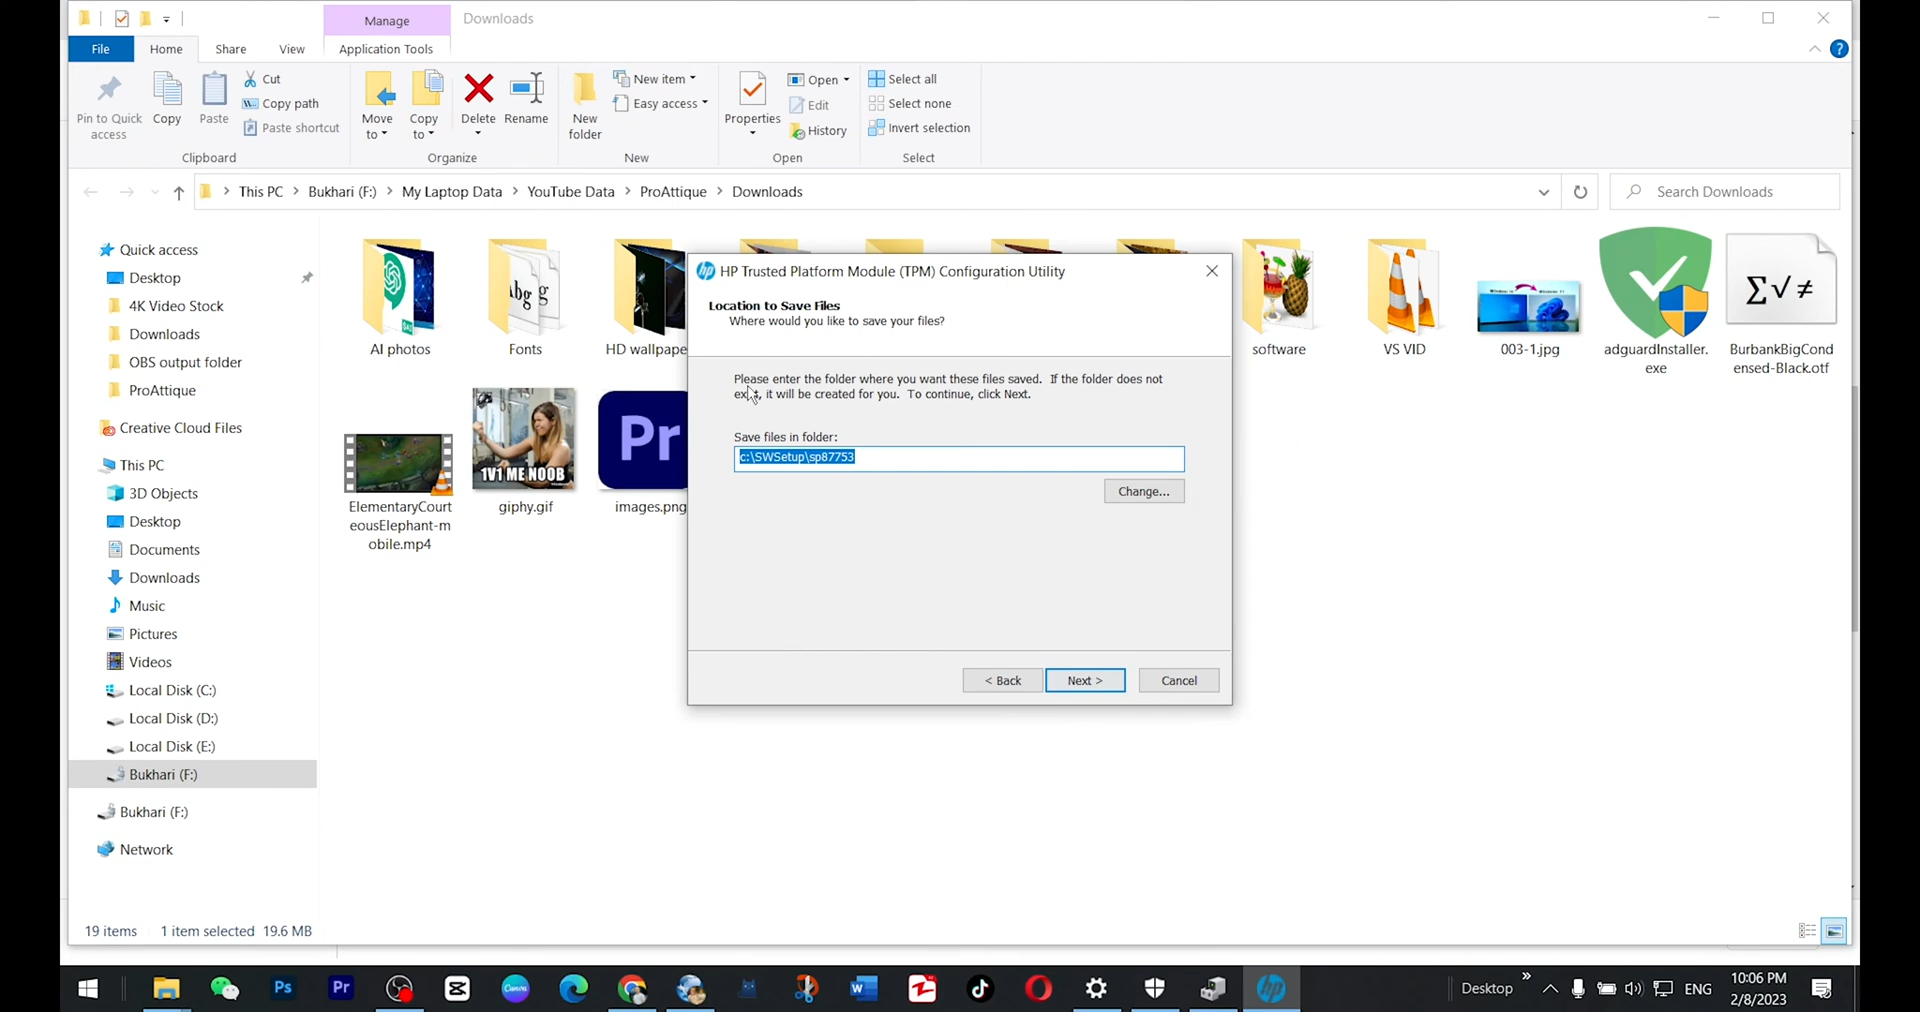 Manage
Downloads
File
Home
Share
View
Application Tools
Pin to Quick
access
Copy
Paste
Cut
Copy path
Paste shortcut
Clipboard
Move
to
Copy
to
Delete
Rename
Organize
New
folder
New item
Easy access
New
Properties
Open
Edit
History
Open
Select all
Select none
Invert selection
Select
This PC
Bukhari (F:)
My Laptop Data
YouTube Data
ProAttique
Downloads
Search Downloads
Quick access
Desktop
4K Video Stock
Downloads
OBS output folder
ProAttique
Creative Cloud Files
This PC
3D Objects
Desktop
Documents
Downloads
Music
Pictures
Videos
Local Disk (C:)
Local Disk (D:)
Local Disk (E:)
Bukhari (F:)
Bukhari (F:)
Network
AI photos
Abg
g
Fonts
HD wallpape
software
VS VID
003-1.jpg
adguardInstaller.
exe
Σ√≠
BurbankBigCond
ensed-Black.otf
ElementaryCourt
eousElephant-m
obile.mp4
1V1 ME NOOB
giphy.gif
Pr
images.png
hp
HP Trusted Platform Module (TPM) Configuration Utility
Location to Save Files
Where would you like to save your files?
Please enter the folder where you want these files saved. If the folder does not
exist, it will be created for you. To continue, click Next.
Save files in folder:
c:\SWSetup\sp87753
Change...
< Back
Next >
Cancel
19 items
1 item selected
19.6 MB
Ps
Pr
Canva
W
hp
Desktop
ENG
10:06 PM
2/8/2023